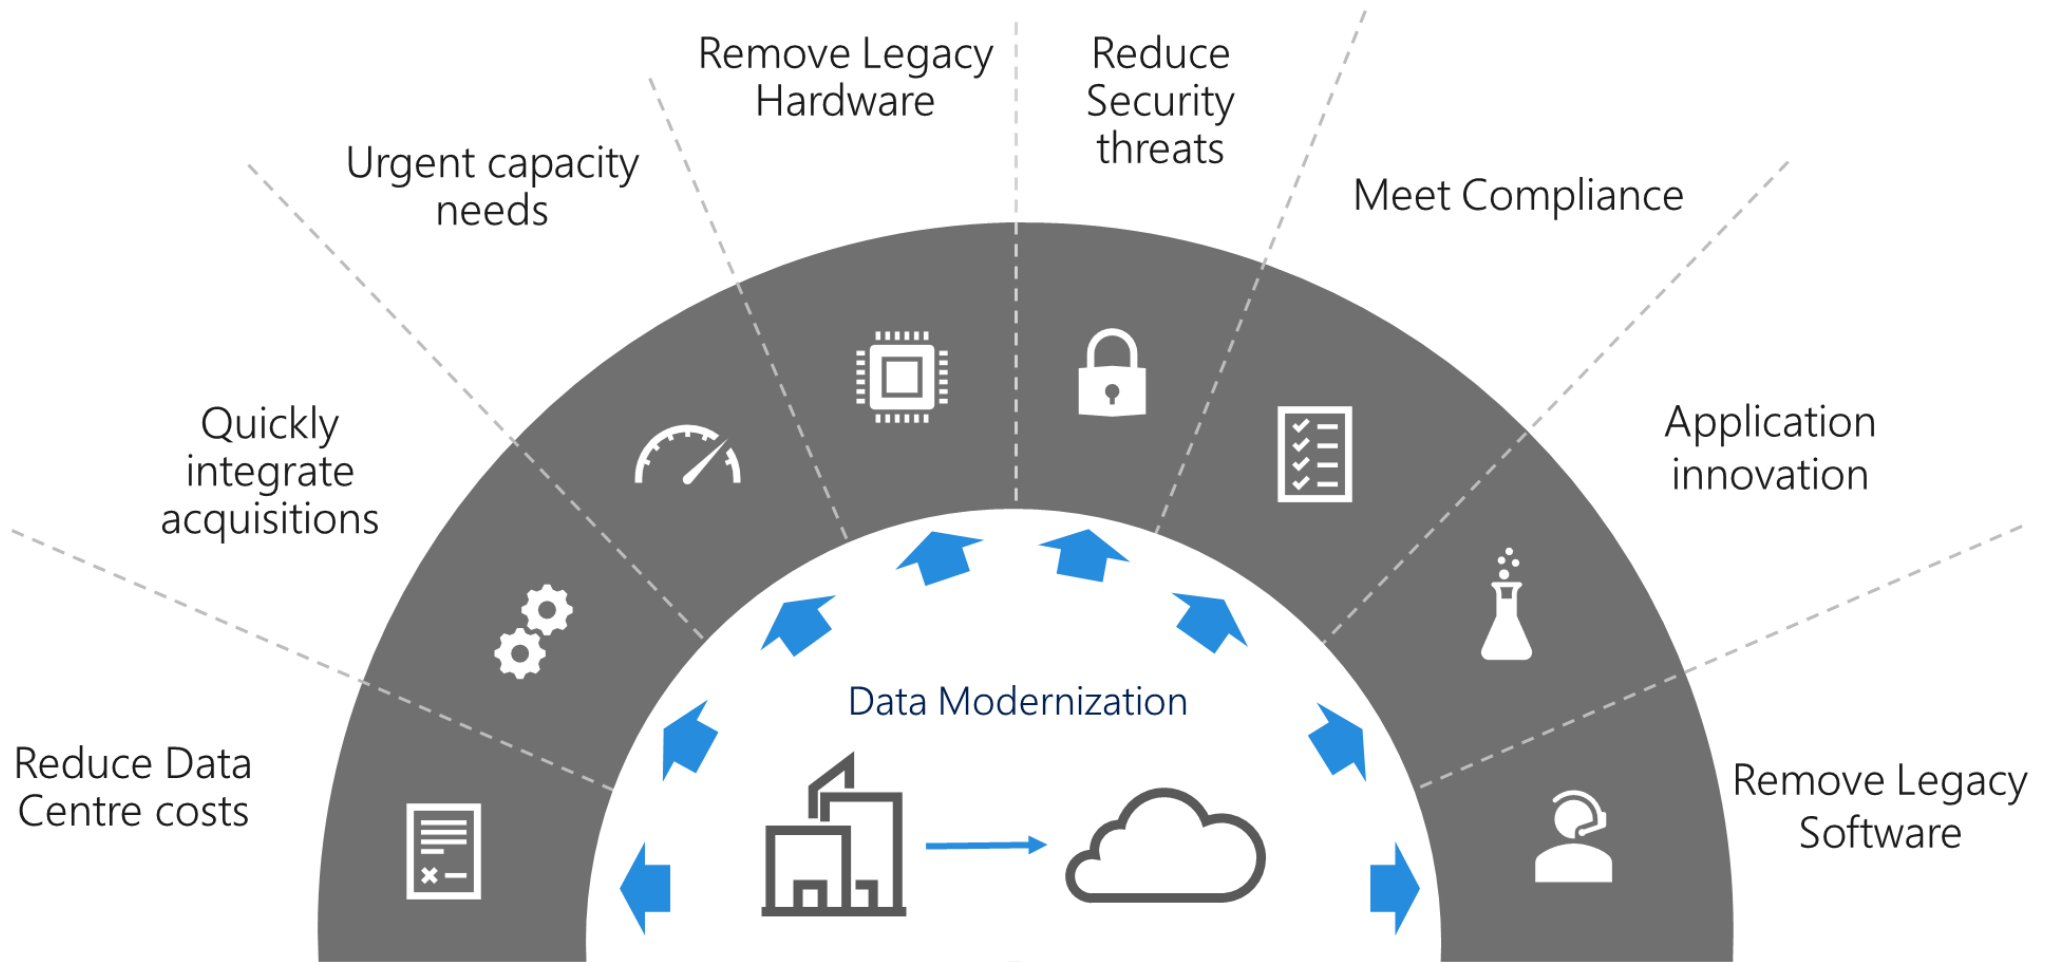 Remove Legacy
Hardware
Reduce
Security
threats
Urgent capacity
needs
Meet Compliance
Quickly
integrate
acquisitions
Application
innovation
Data Modernization
Reduce Data
Centre costs
Remove Legacy
Software